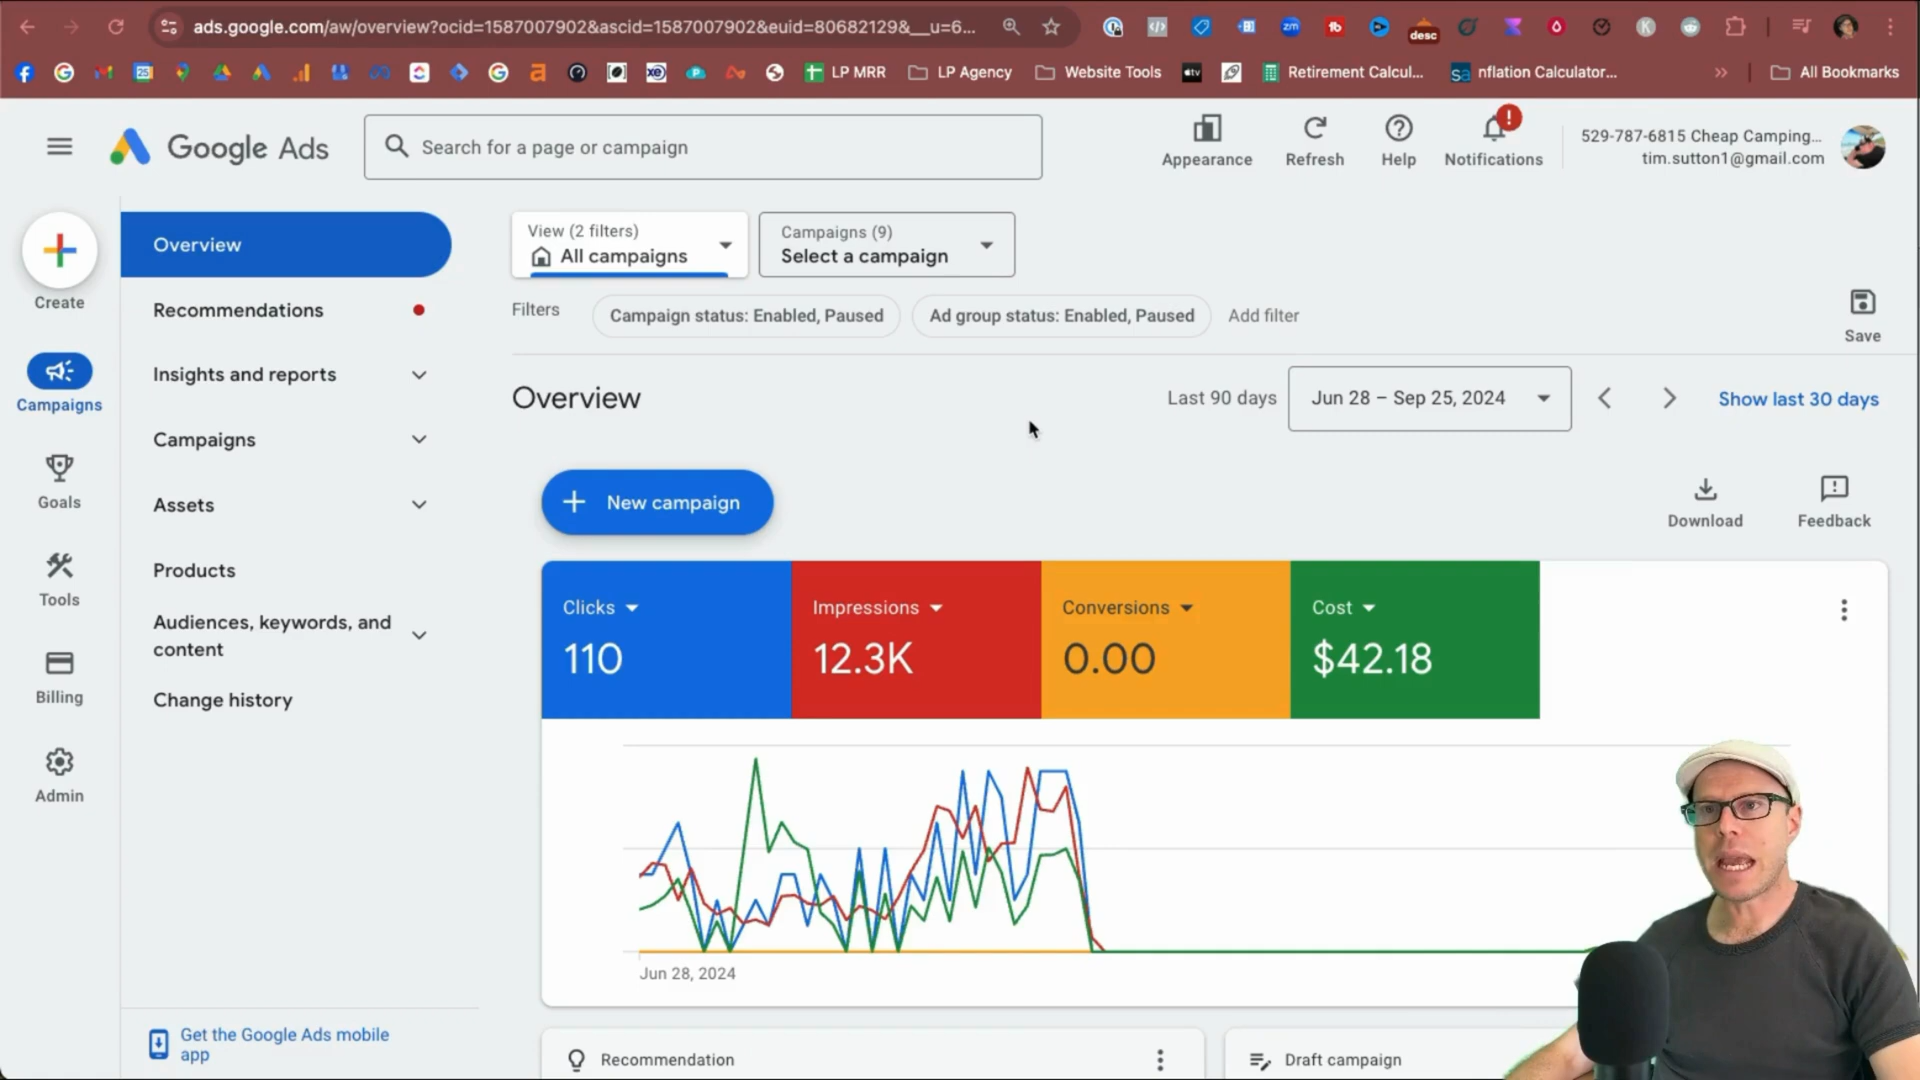 ads.google.com/aw/overview?ocid=1587007902&ascid=1587007902&euid=80682129&__u=6...
desc
LP MRR
LP Agency
Website Tools
Retirement Calcul...
nflation Calculator...
All Bookmarks
Google Ads
Search for a page or campaign
Appearance
Refresh
Help
Notifications
529-787-6815 Cheap Camping...
tim.sutton1@gmail.com
Create
Campaigns
Goals
Tools
Billing
Admin
Overview
Recommendations
Insights and reports
Campaigns
Assets
Products
Audiences, keywords, and
content
Change history
Get the Google Ads mobile
app
View (2 filters)
All campaigns
Campaigns (9)
Select a campaign
Filters
Campaign status: Enabled, Paused
Ad group status: Enabled, Paused
Add filter
Save
Overview
Last 90 days
Jun 28 – Sep 25, 2024
Show last 30 days
New campaign
Download
Feedback
Clicks
110
Impressions
12.3K
Conversions
0.00
Cost
$42.18
Jun 28, 2024
Recommendation
Draft campaign